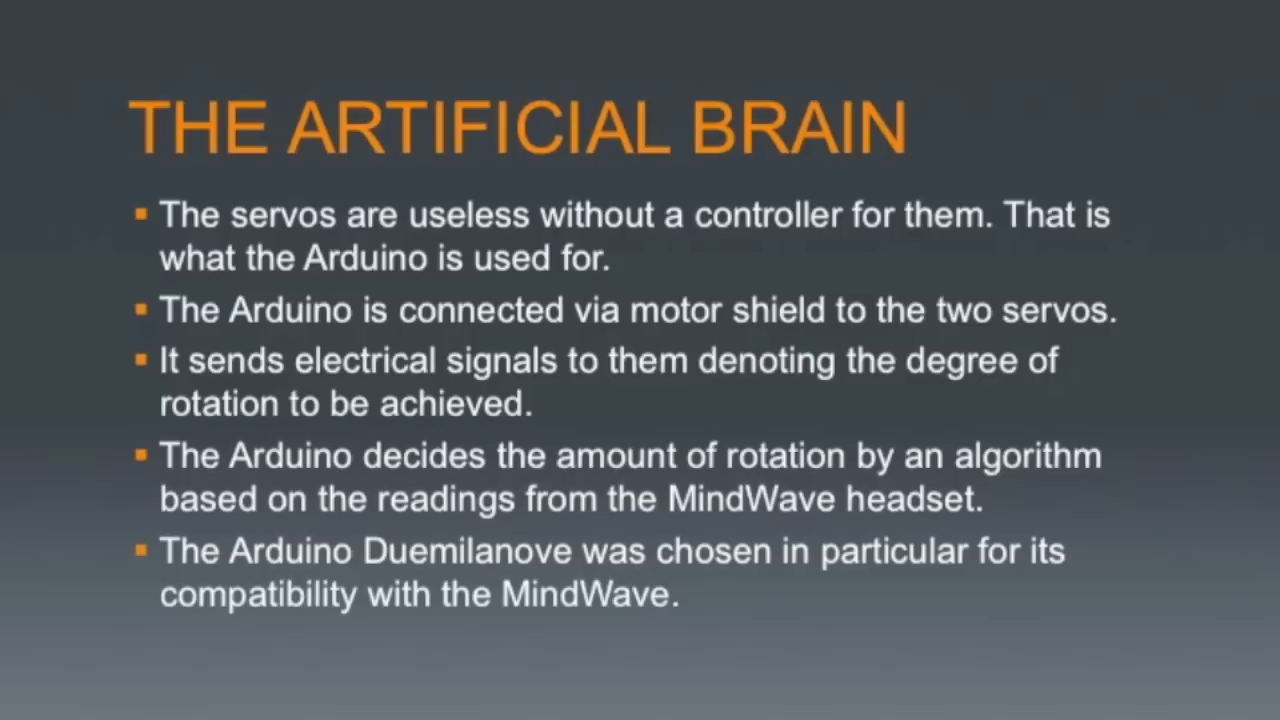 THE ARTIFICIAL BRAIN
▪ The servos are useless without a controller for them. That is
what the Arduino is used for.
▪ The Arduino is connected via motor shield to the two servos.
▪ It sends electrical signals to them denoting the degree of
rotation to be achieved.
▪ The Arduino decides the amount of rotation by an algorithm
based on the readings from the MindWave headset.
▪ The Arduino Duemilanove was chosen in particular for its
compatibility with the MindWave.